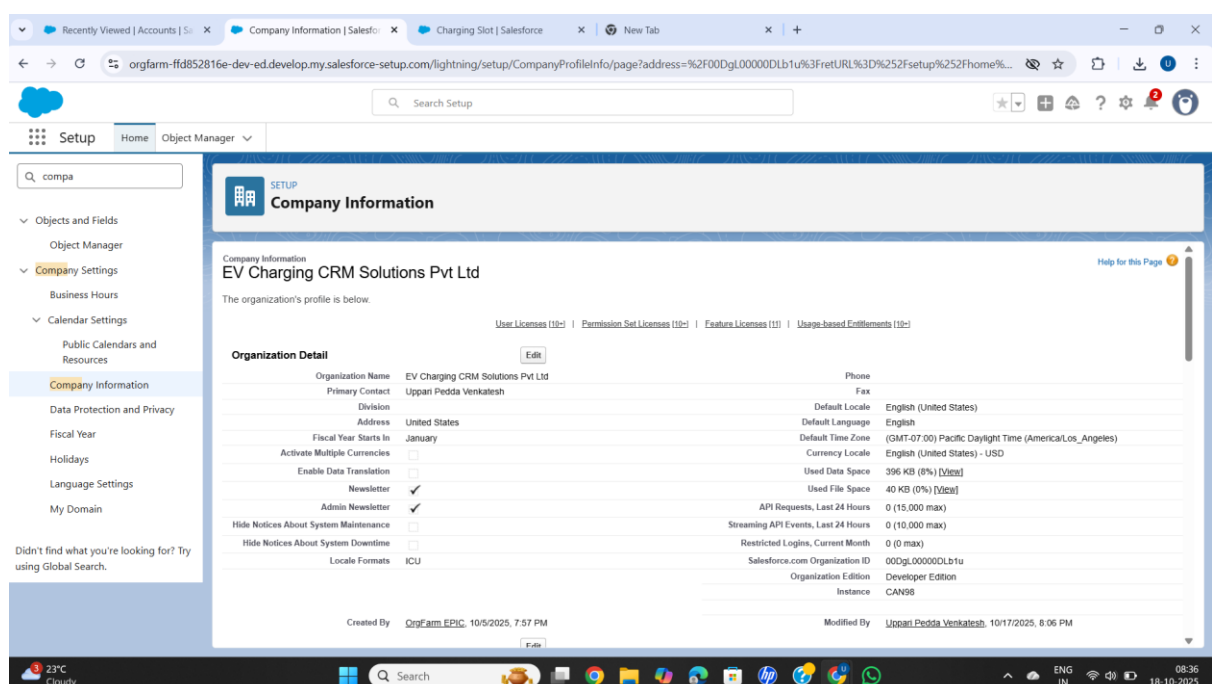 Recently Viewed | Accounts | Sa
Company Information | Salesfor
Charging Slot | Salesforce
New Tab
orgfarm-ffd852816e-dev-ed.develop.my.salesforce-setup.com/lightning/setup/CompanyProfileInfo/page?address=%2F00DgL00000DLb1u%3FretURL%3D%252Fsetup%252Fhome%...
U
Search Setup
2
Setup
Home
Object Manager
compa
Objects and Fields
Object Manager
Company Settings
Business Hours
Calendar Settings
Public Calendars and
Resources
Company Information
Data Protection and Privacy
Fiscal Year
Holidays
Language Settings
My Domain
Didn't find what you're looking for? Try
using Global Search.
SETUP
Company Information
Company Information
EV Charging CRM Solutions Pvt Ltd
Help for this Page ?
The organization's profile is below.
User Licenses [10+] | Permission Set Licenses [10+] | Feature Licenses [11] | Usage-based Entitlements [10+]
Organization Detail Edit
Organization Name EV Charging CRM Solutions Pvt Ltd
Primary Contact Uppari Pedda Venkatesh
Division
Address United States
Fiscal Year Starts In January
Activate Multiple Currencies
Enable Data Translation
Newsletter
Admin Newsletter
Hide Notices About System Maintenance
Hide Notices About System Downtime
Locale Formats ICU
Phone
Fax
Default Locale English (United States)
Default Language English
Default Time Zone (GMT-07:00) Pacific Daylight Time (America/Los_Angeles)
Currency Locale English (United States) - USD
Used Data Space 396 KB (8%) [View]
Used File Space 40 KB (0%) [View]
API Requests, Last 24 Hours 0 (15,000 max)
Streaming API Events, Last 24 Hours 0 (10,000 max)
Restricted Logins, Current Month 0 (0 max)
Salesforce.com Organization ID 00DgL00000DLb1u
Organization Edition Developer Edition
Instance CAN98
Created By OrgFarm EPIC, 10/5/2025, 7:57 PM
Modified By Uppari Pedda Venkatesh, 10/17/2025, 8:06 PM
Edit
3
23°C
Cloudy
Search
hp
U
ENG
IN
08:36
18-10-2025